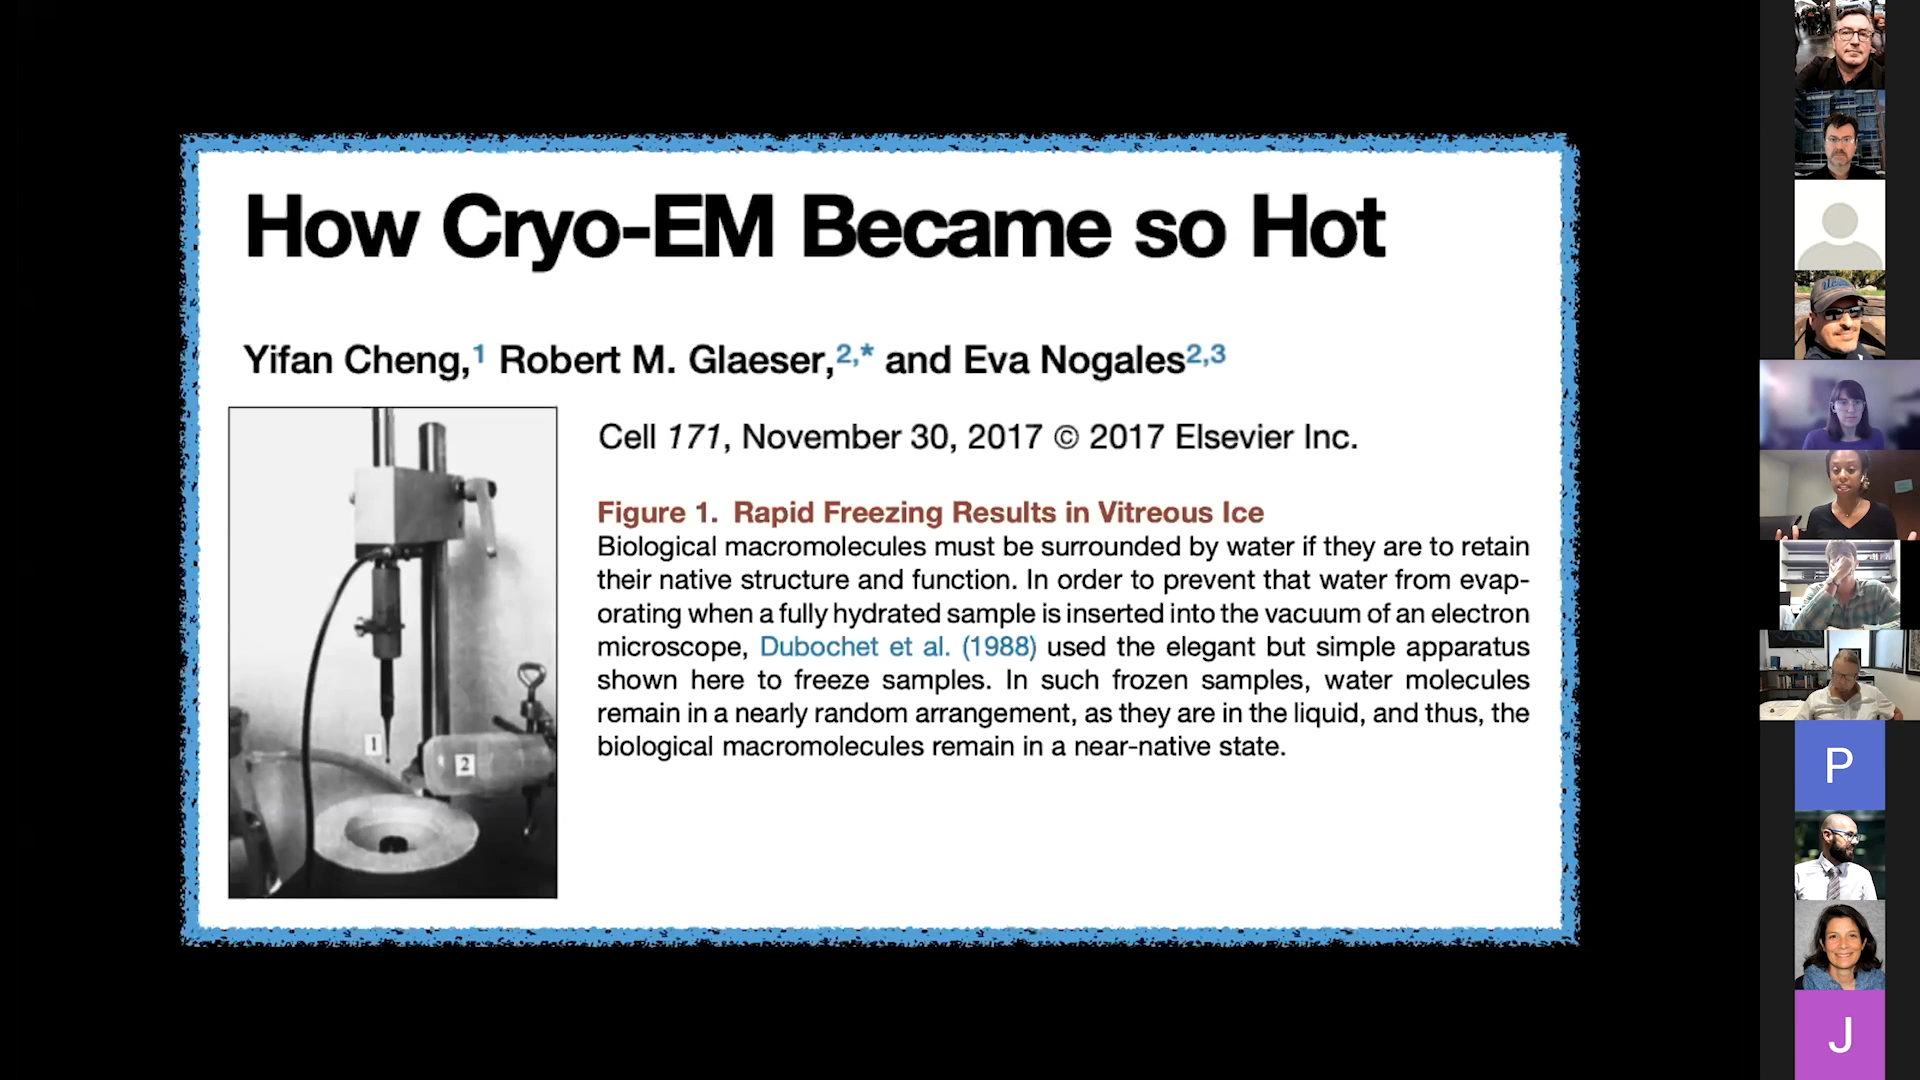 How Cryo-EM Became so Hot
Yifan Cheng,1 Robert M. Glaeser,2,* and Eva Nogales2,3
Cell 171, November 30, 2017 © 2017 Elsevier Inc.
Figure 1. Rapid Freezing Results in Vitreous Ice
Biological macromolecules must be surrounded by water if they are to retain
their native structure and function. In order to prevent that water from evap-
orating when a fully hydrated sample is inserted into the vacuum of an electron
microscope, Dubochet et al. (1988) used the elegant but simple apparatus
shown here to freeze samples. In such frozen samples, water molecules
remain in a nearly random arrangement, as they are in the liquid, and thus, the
biological macromolecules remain in a near-native state.
1
2
P
J